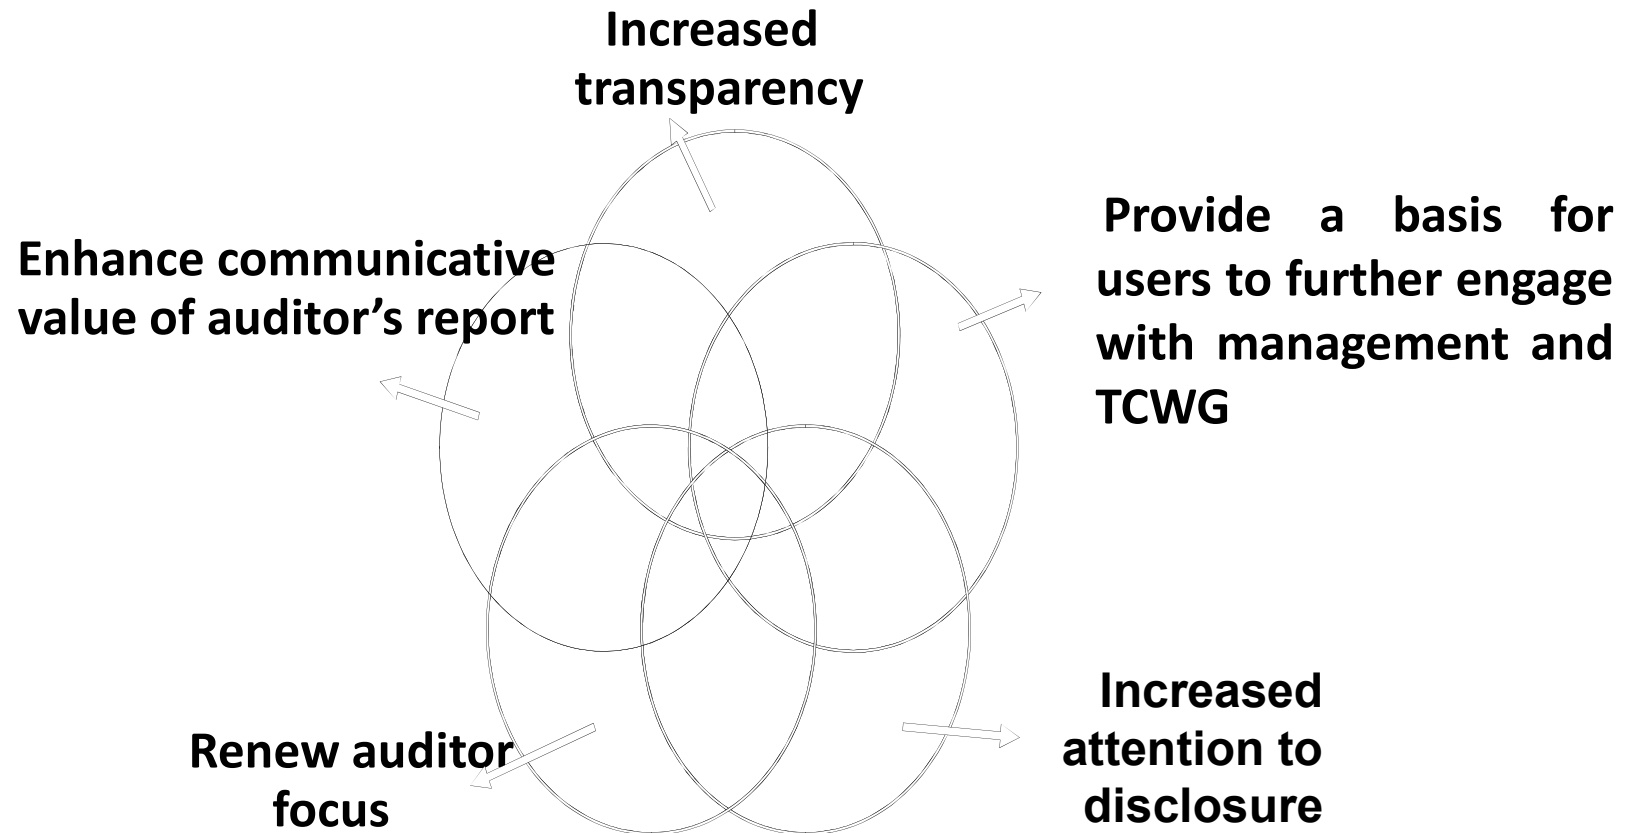 Increased
transparency
Enhance communicative
value of auditor’s report
Provide a basis for
users to further engage
with management and
TCWG
Renew auditor
focus
Increased
attention to
disclosure